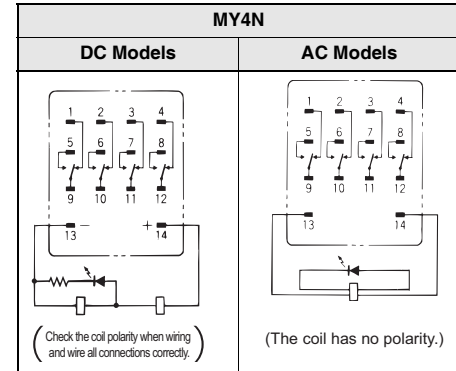 MY4N
DC Models AC Models
1 2 3 4
5 6 7 8
9 10 11 12
13 − + 14
Check the coil polarity when wiring
and wire all connections correctly.
1 2 3 4
5 6 7 8
9 10 11 12
13 14
(The coil has no polarity.)